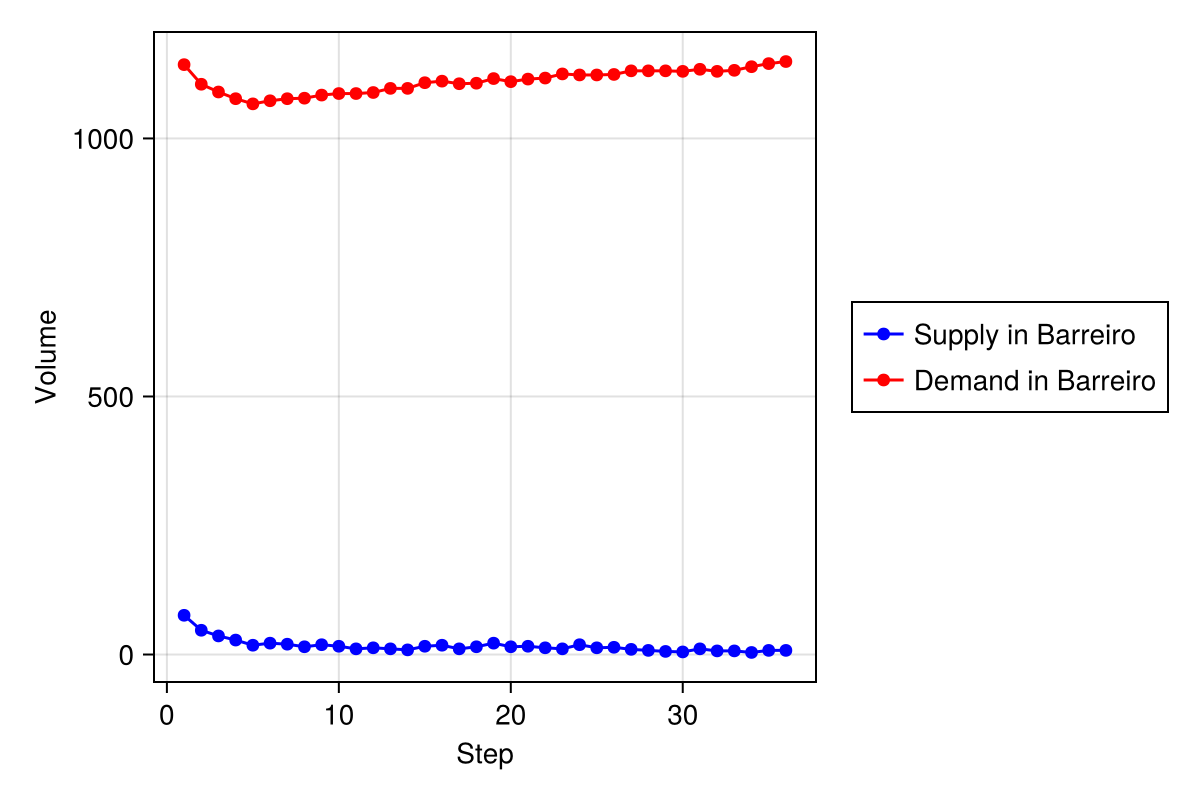 1000
500
0
0 10 20 30
Volume
Step
Supply in Barreiro
Demand in Barreiro